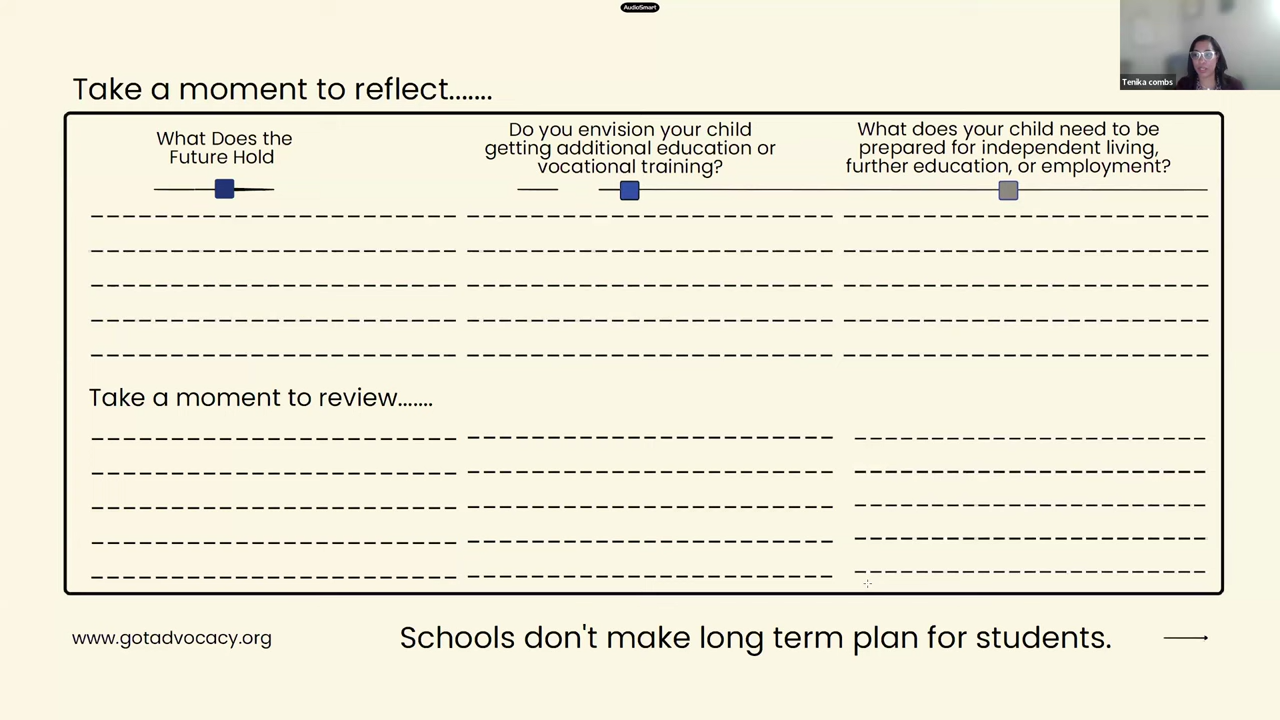 AudioSmart
Tenika combs
Take a moment to reflect.......
What Does the
Future Hold
Do you envision your child
getting additional education or
vocational training?
What does your child need to be
prepared for independent living,
further education, or employment?
Take a moment to review.......
www.gotadvocacy.org
Schools don't make long term plan for students.